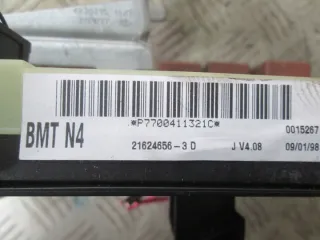 *P7700411321C*
0015267
BMT N4
21624656-3 D
J V4.08
09/01/98